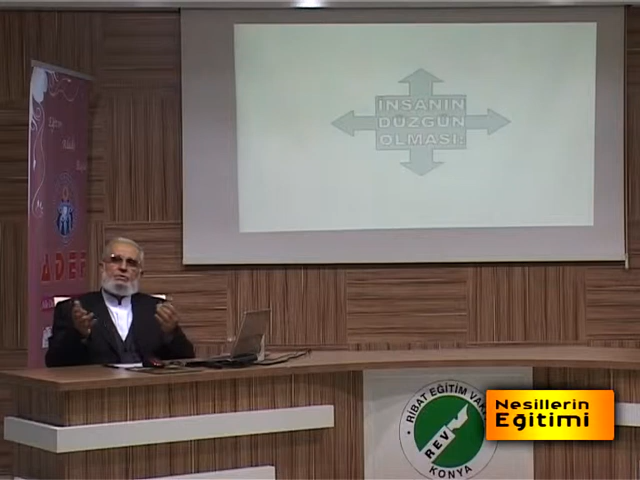 İNSANIN
DÜZGÜN
OLMASI:
ADEF
RİBAT EĞİTİM VAKFI
REV
KONYA
Nesillerin
Eğitimi